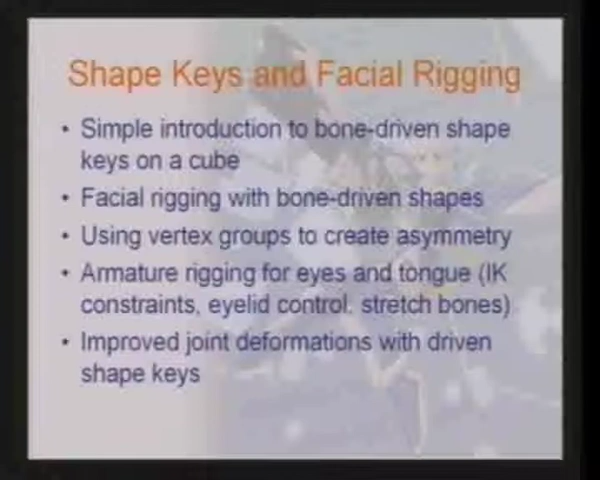 Shape Keys and Facial Rigging
• Simple introduction to bone-driven shape
keys on a cube
• Facial rigging with bone-driven shapes
• Using vertex groups to create asymmetry
• Armature rigging for eyes and tongue (IK
constraints, eyelid control, stretch bones)
• Improved joint deformations with driven
shape keys